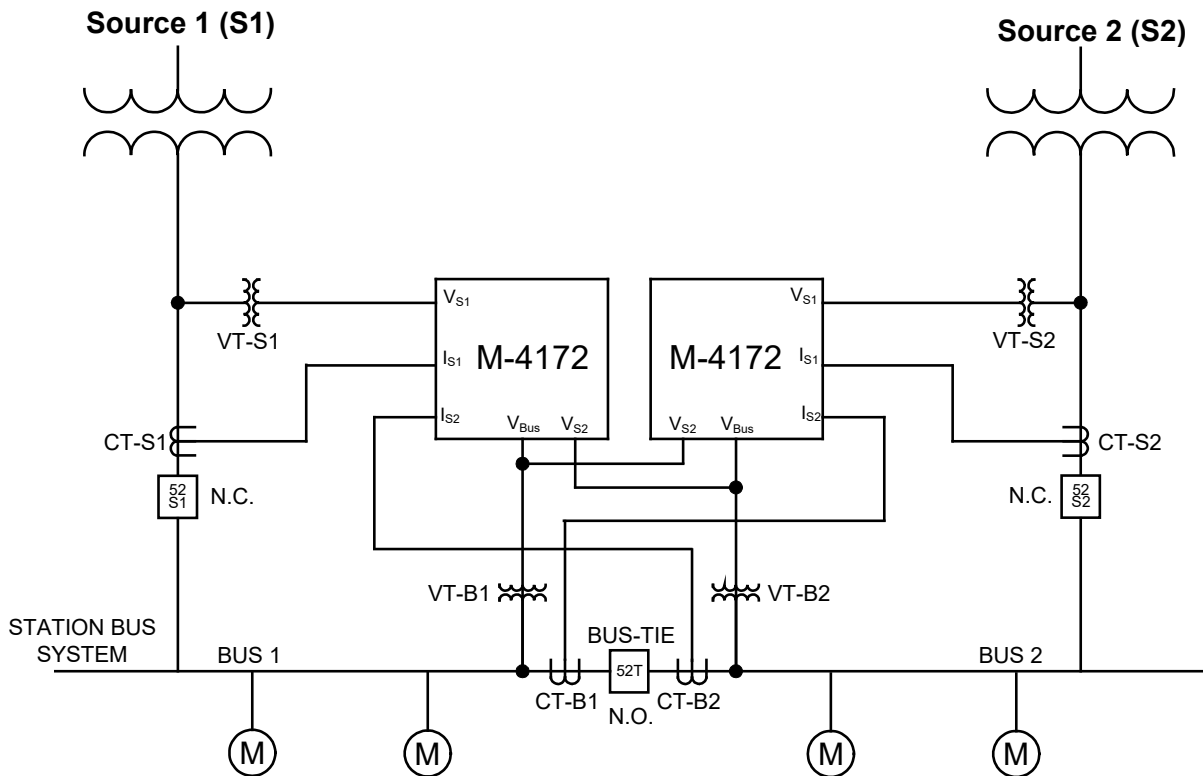 Source 1 (S1)
Source 2 (S2)
VT-S1
VS1
IS1
IS2
M-4172
VBus
VS2
VS1
IS1
IS2
M-4172
VS2
VBus
VT-S2
CT-S1
52
S1
N.C.
CT-S2
N.C.
52
S2
VT-B1
VT-B2
STATION BUS
SYSTEM
BUS 1
BUS-TIE
BUS 2
CT-B1
52T
CT-B2
N.O.
M
M
M
M